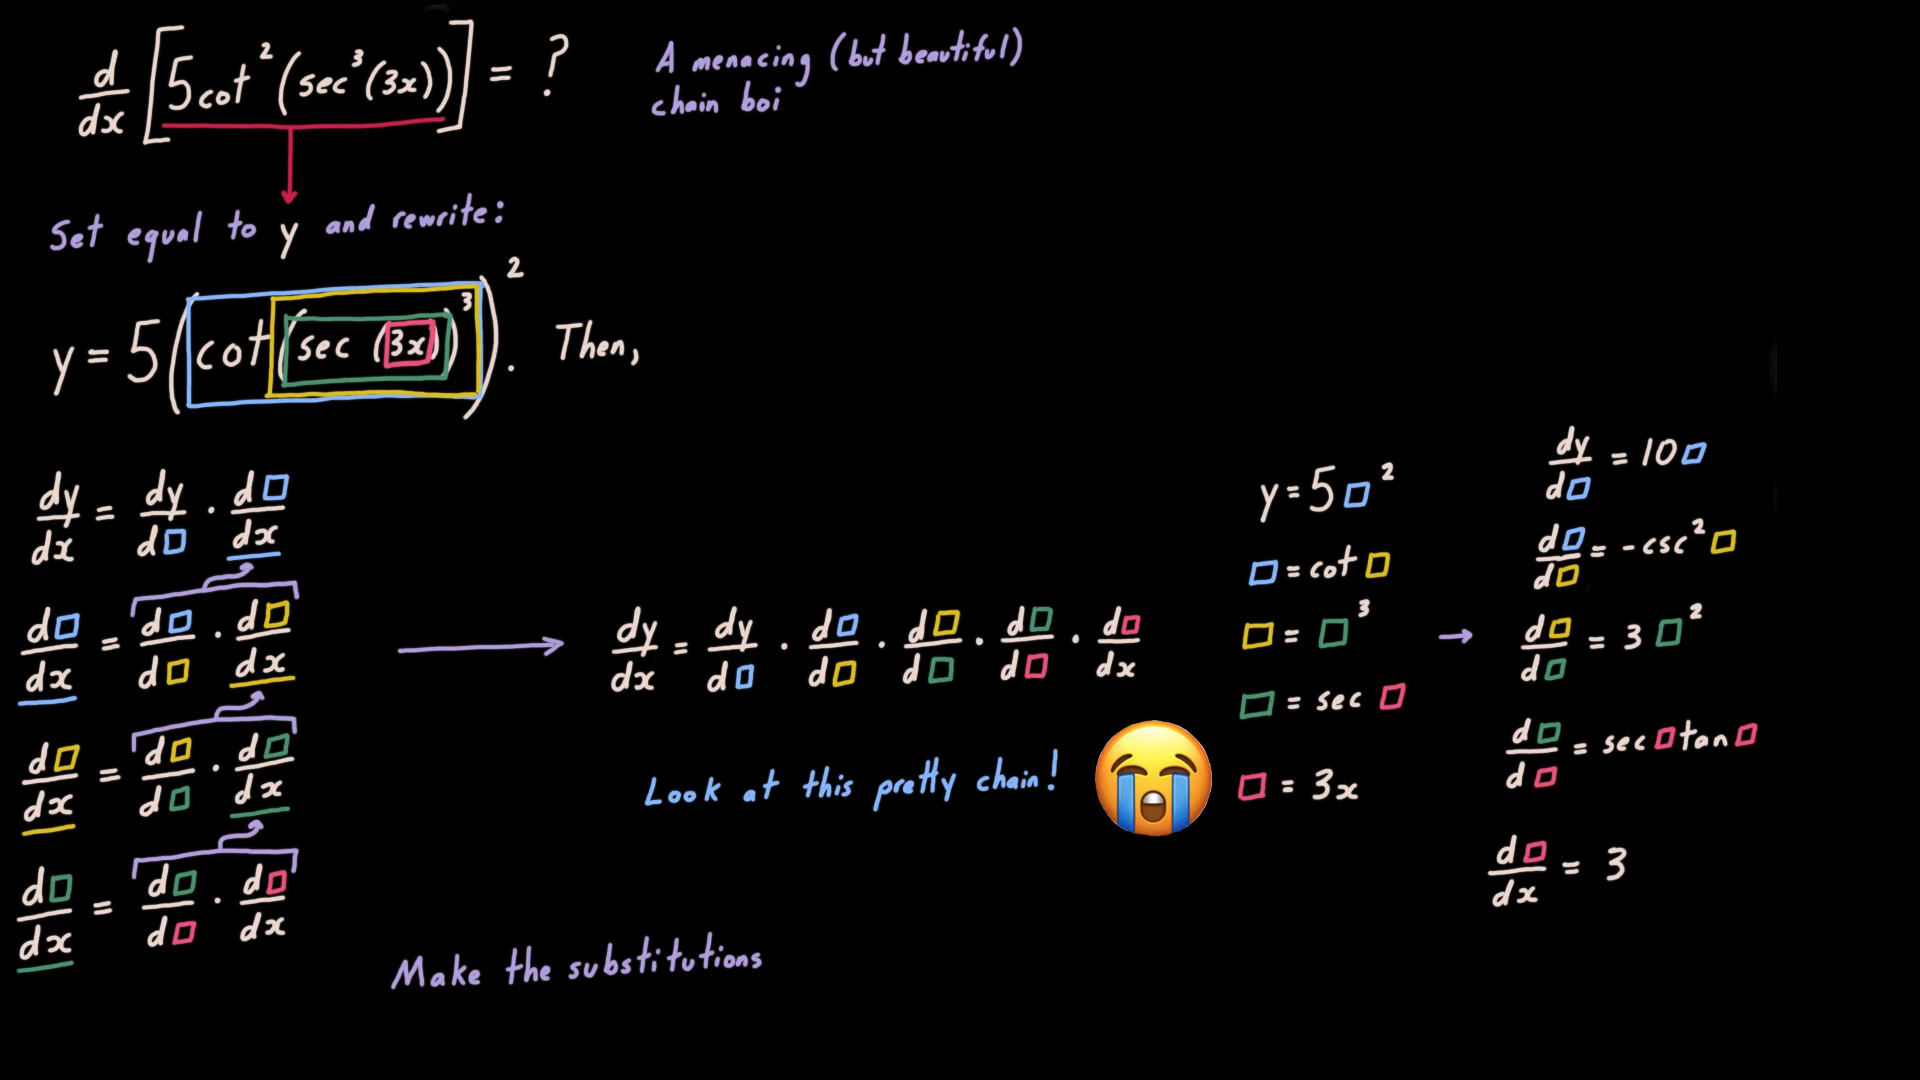 d/dx [5cot²(sec³(3x))] = ?
A menacing (but beautiful)
chain boi
Set equal to y and rewrite:
y = 5(cot(sec(3x))³)². Then,
dy/dx = dy/d□ · d□/dx
d□/dx = d□/d□ · d□/dx
d□/dx = d□/d□ · d□/dx
d□/dx = d□/d□ · d□/dx
dy/dx = dy/d□ · d□/d□ · d□/d□ · d□/d□ · d□/dx
Look at this pretty chain!
y = 5□²
□ = cot □
□ = □³
□ = sec □
□ = 3x
→
dy/d□ = 10□
d□/d□ = -csc²□
d□/d□ = 3□²
d□/d□ = sec□tan□
d□/dx = 3
Make the substitutions